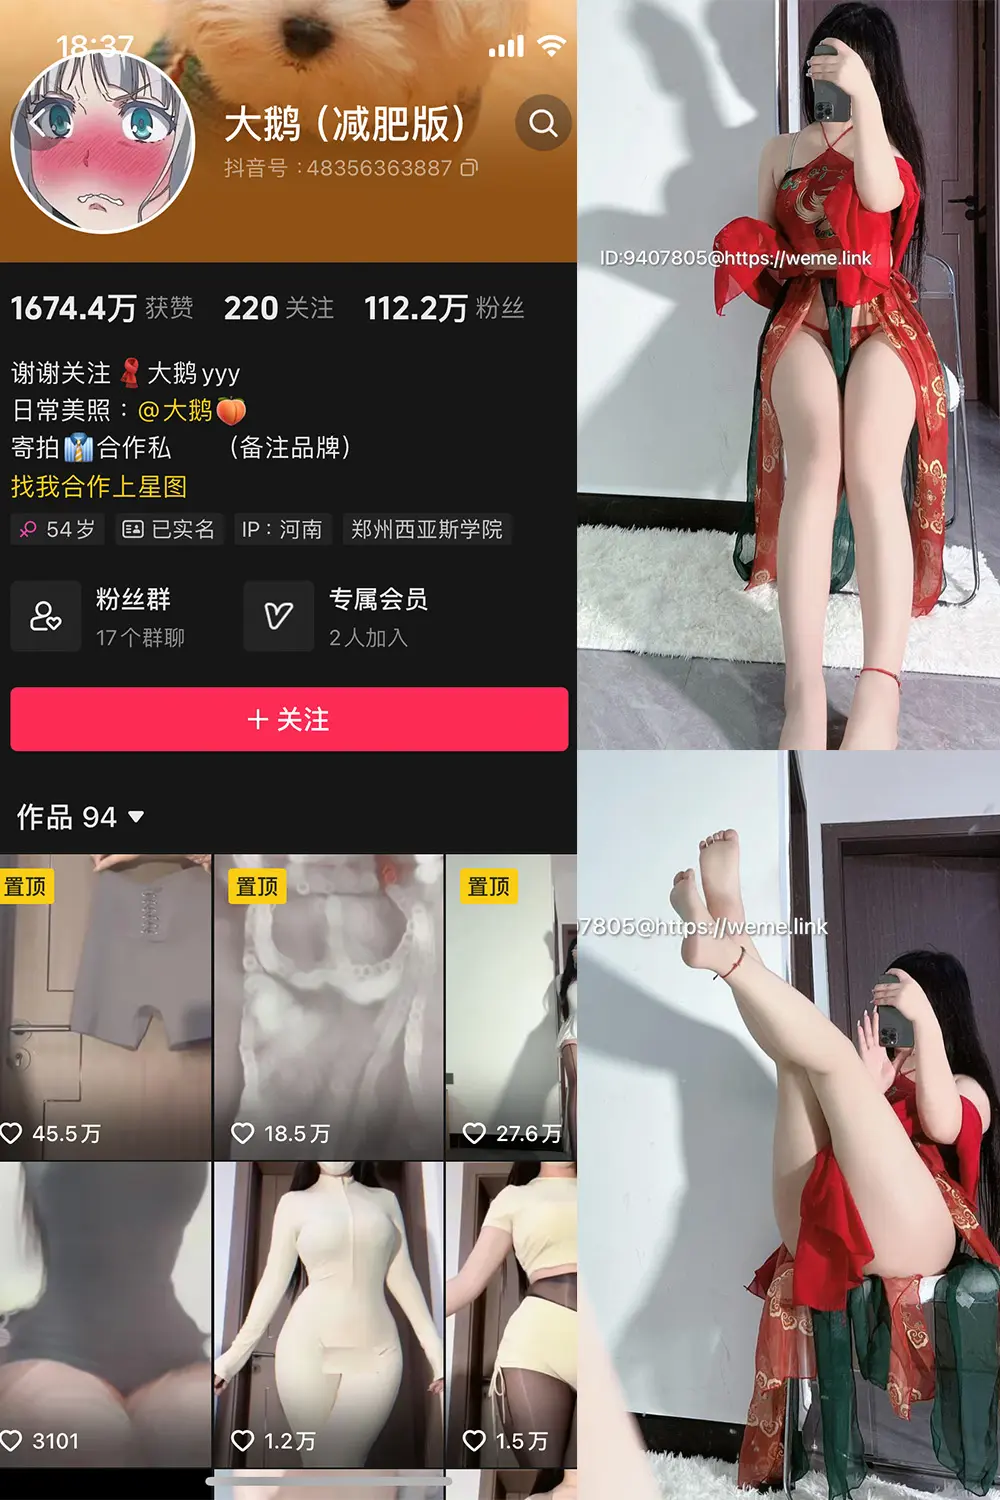 18:37
大鹅（减肥版）
抖音号：48356363887
1674.4万 获赞 220 关注 112.2万 粉丝
谢谢关注🧣大鹅yyy
日常美照：@大鹅🍑
寄拍👔合作私 （备注品牌）
找我合作上星图
54岁 已实名 IP：河南 郑州西亚斯学院
粉丝群 专属会员
17个群聊 2人加入
＋关注
作品 94
置顶 置顶 置顶
45.5万 18.5万 27.6万
3101 1.2万 1.5万
ID:9407805@https://weme.link
7805@https://weme.link